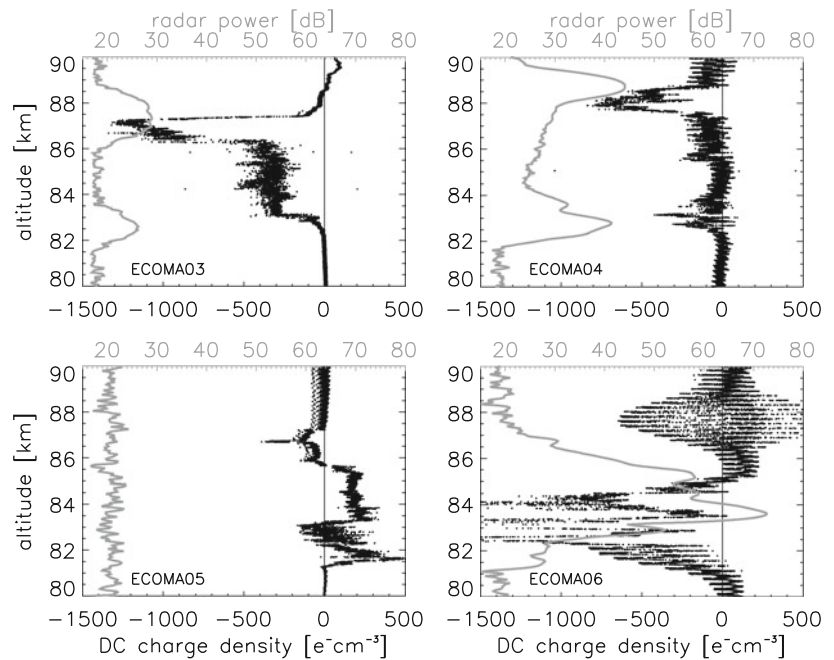 radar power [dB]
20 30 40 50 60 70 80
radar power [dB]
20 30 40 50 60 70 80
altitude [km]
90
88
86
84
82
80
ECOMA03
−1500 −1000 −500 0 500
90
88
86
84
82
80
ECOMA04
−1500 −1000 −500 0 500
20 30 40 50 60 70 80
20 30 40 50 60 70 80
altitude [km]
90
88
86
84
82
80
ECOMA05
−1500 −1000 −500 0 500
DC charge density [e⁻cm⁻³]
90
88
86
84
82
80
ECOMA06
−1500 −1000 −500 0 500
DC charge density [e⁻cm⁻³]